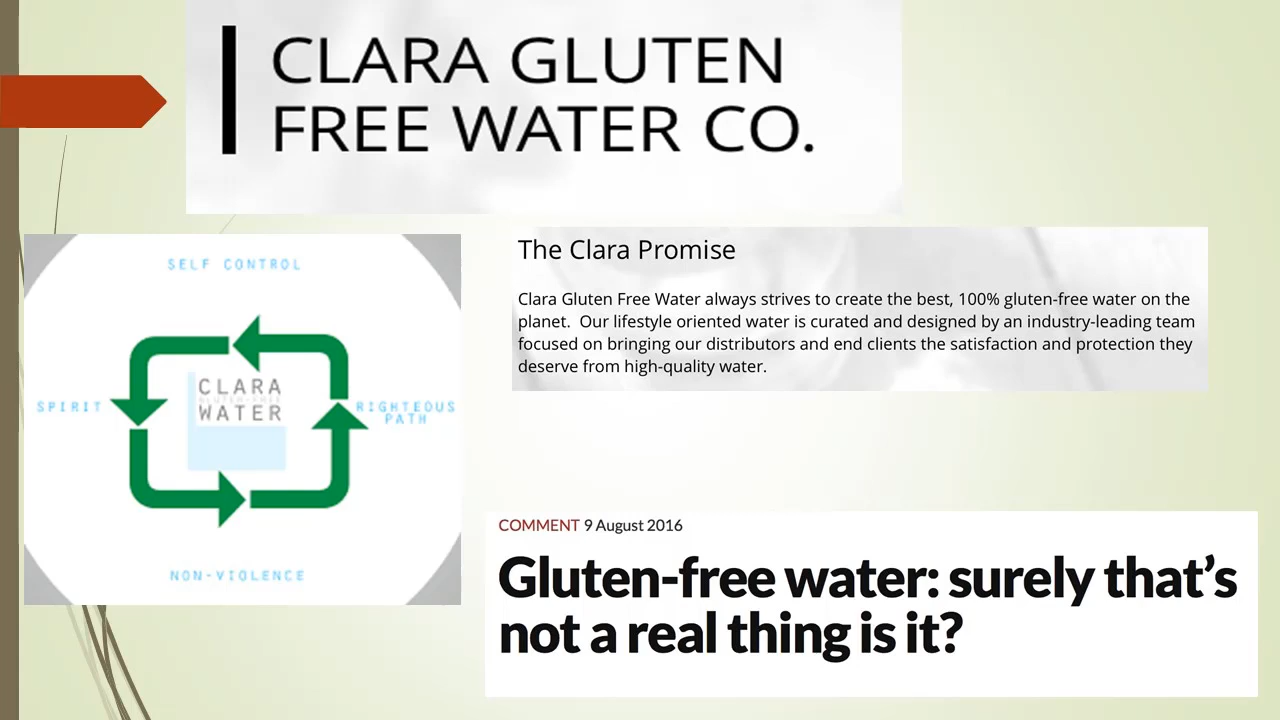 CLARA GLUTEN
FREE WATER CO.
SELF CONTROL
SPIRIT
CLARA
GLUTEN-FREE
WATER
RIGHTEOUS
PATH
NON-VIOLENCE
The Clara Promise
Clara Gluten Free Water always strives to create the best, 100% gluten-free water on the
planet.  Our lifestyle oriented water is curated and designed by an industry-leading team
focused on bringing our distributors and end clients the satisfaction and protection they
deserve from high-quality water.
COMMENT 9 August 2016
Gluten-free water: surely that’s
not a real thing is it?